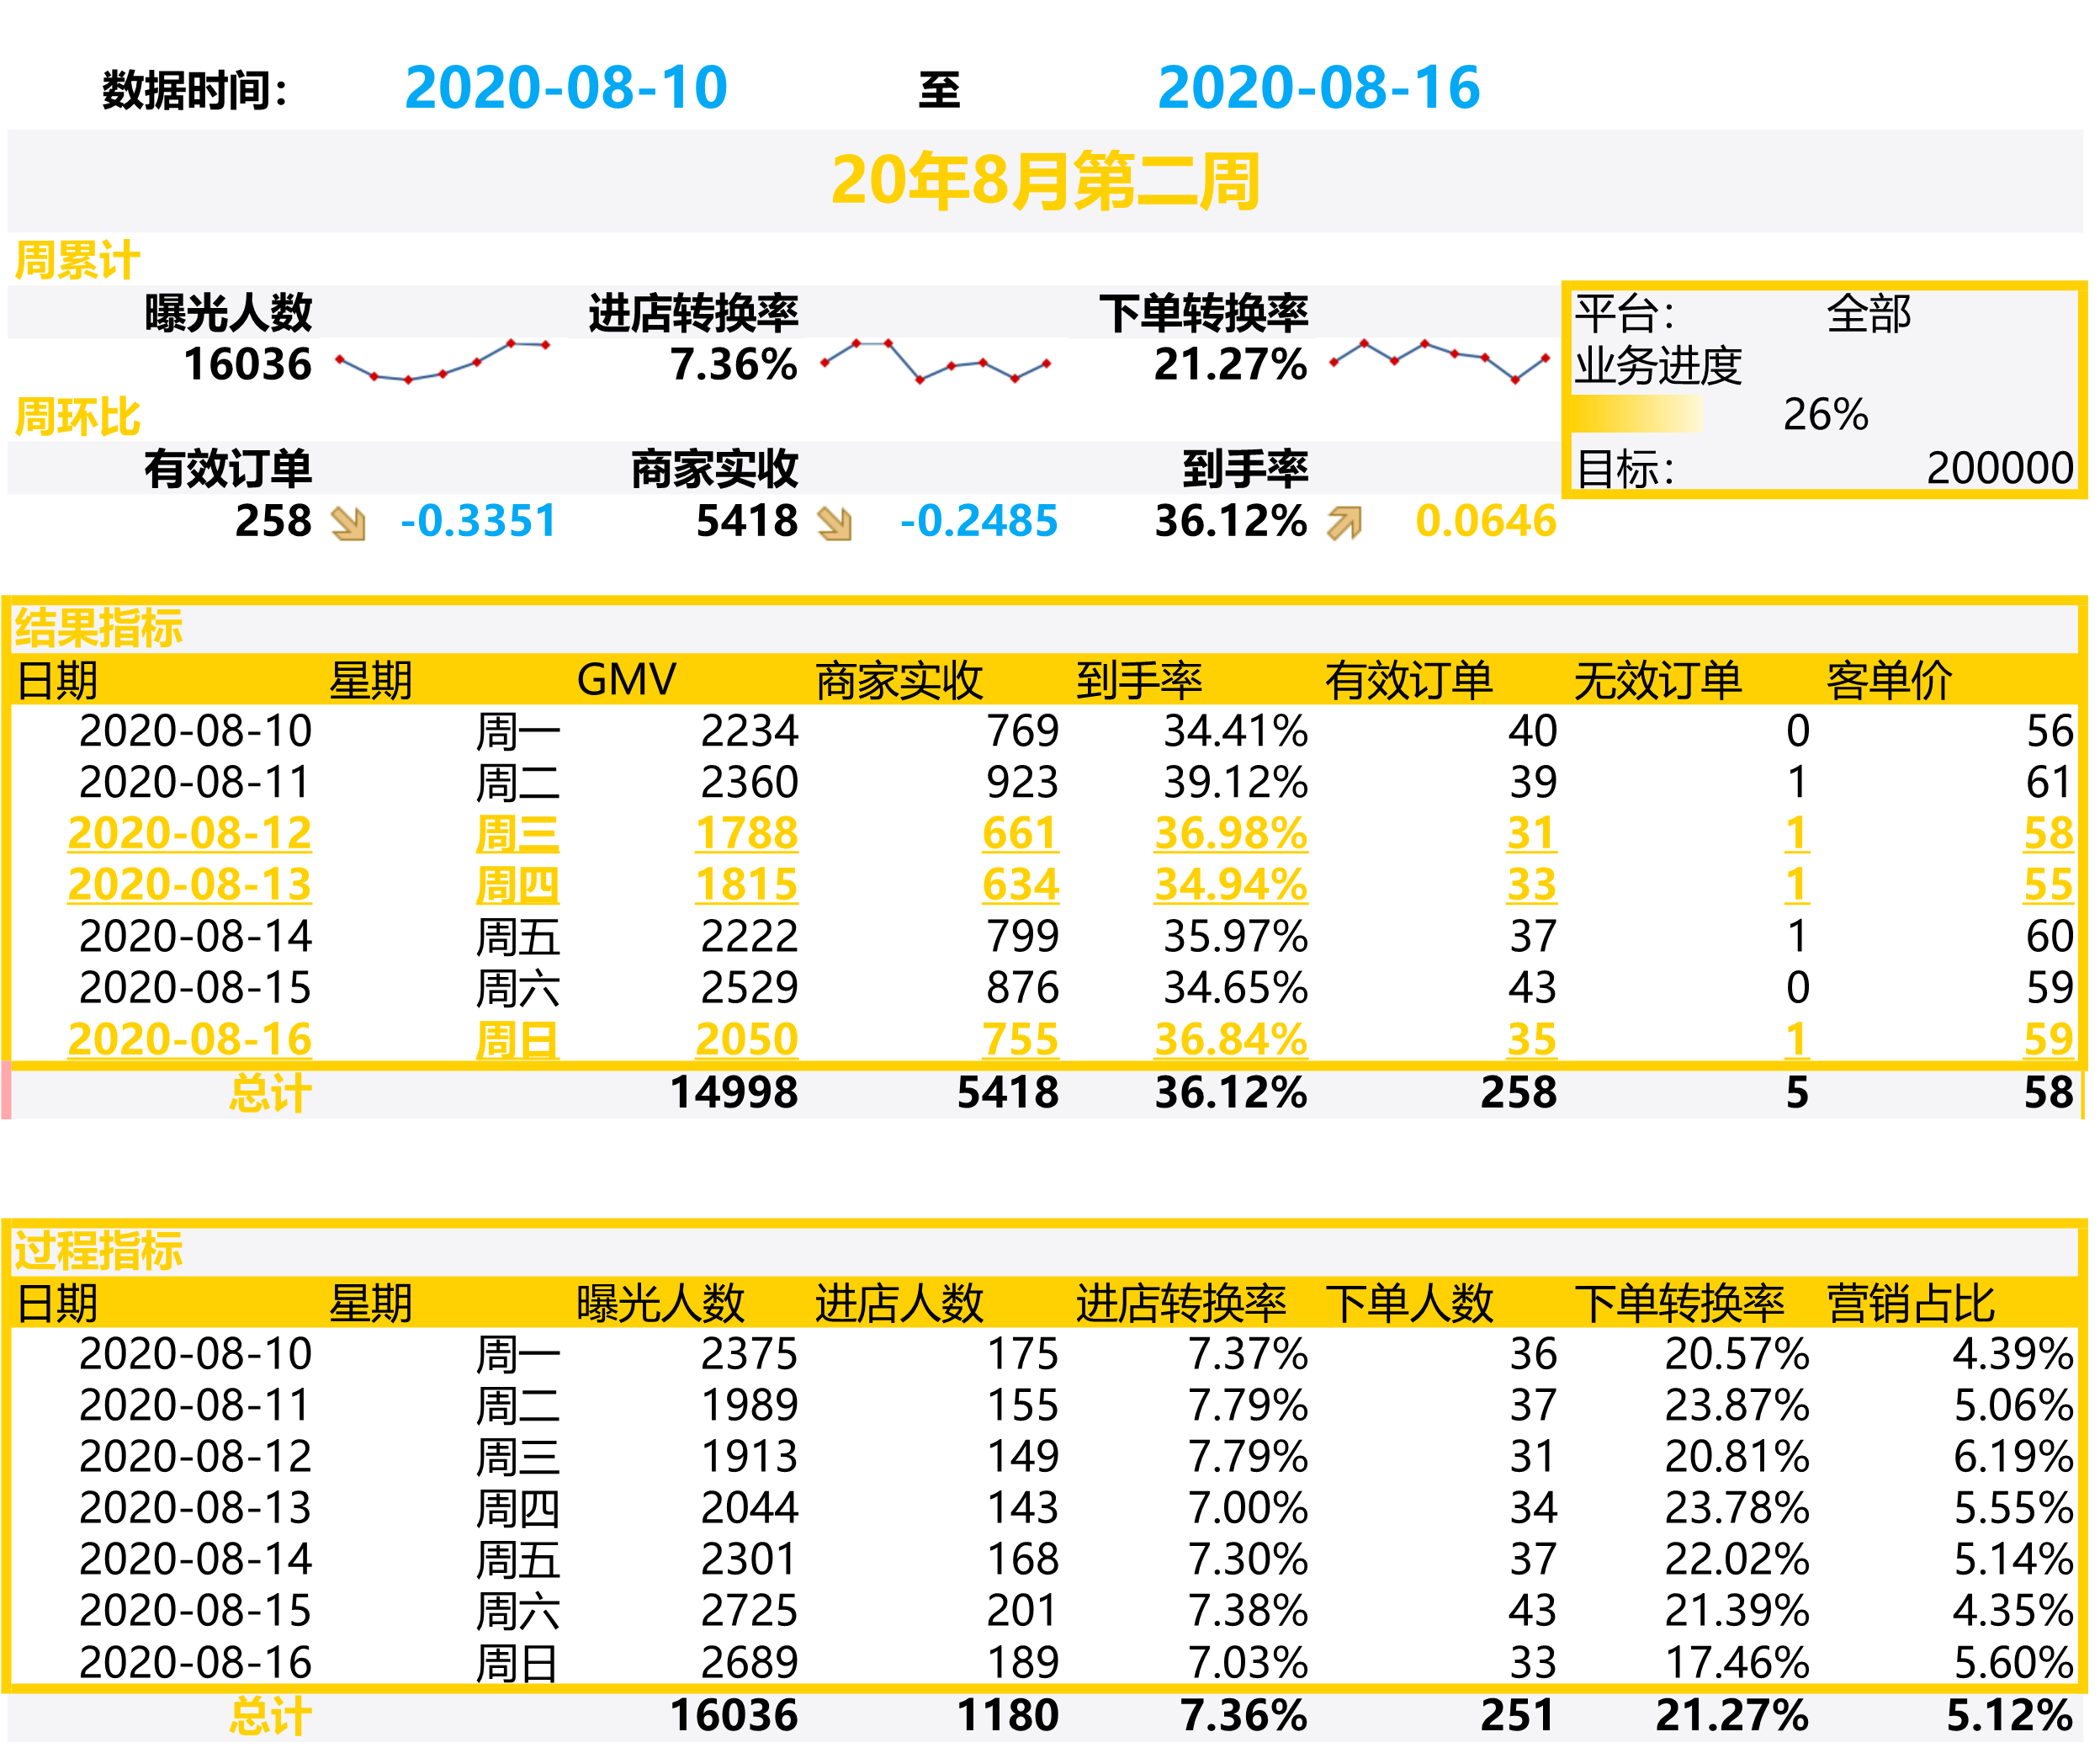 数据时间： 2020-08-10 至 2020-08-16
20年8月第二周
周累计
曝光人数 进店转换率 下单转换率 平台： 全部
16036 7.36% 21.27% 业务进度
周环比 26%
有效订单 商家实收 到手率 目标： 200000
258 -0.3351 5418 -0.2485 36.12% 0.0646
结果指标
日期 星期 GMV 商家实收 到手率 有效订单 无效订单 客单价
2020-08-10 周一 2234 769 34.41% 40 0 56
2020-08-11 周二 2360 923 39.12% 39 1 61
2020-08-12 周三 1788 661 36.98% 31 1 58
2020-08-13 周四 1815 634 34.94% 33 1 55
2020-08-14 周五 2222 799 35.97% 37 1 60
2020-08-15 周六 2529 876 34.65% 43 0 59
2020-08-16 周日 2050 755 36.84% 35 1 59
总计 14998 5418 36.12% 258 5 58
过程指标
日期 星期 曝光人数 进店人数 进店转换率 下单人数 下单转换率 营销占比
2020-08-10 周一 2375 175 7.37% 36 20.57% 4.39%
2020-08-11 周二 1989 155 7.79% 37 23.87% 5.06%
2020-08-12 周三 1913 149 7.79% 31 20.81% 6.19%
2020-08-13 周四 2044 143 7.00% 34 23.78% 5.55%
2020-08-14 周五 2301 168 7.30% 37 22.02% 5.14%
2020-08-15 周六 2725 201 7.38% 43 21.39% 4.35%
2020-08-16 周日 2689 189 7.03% 33 17.46% 5.60%
总计 16036 1180 7.36% 251 21.27% 5.12%